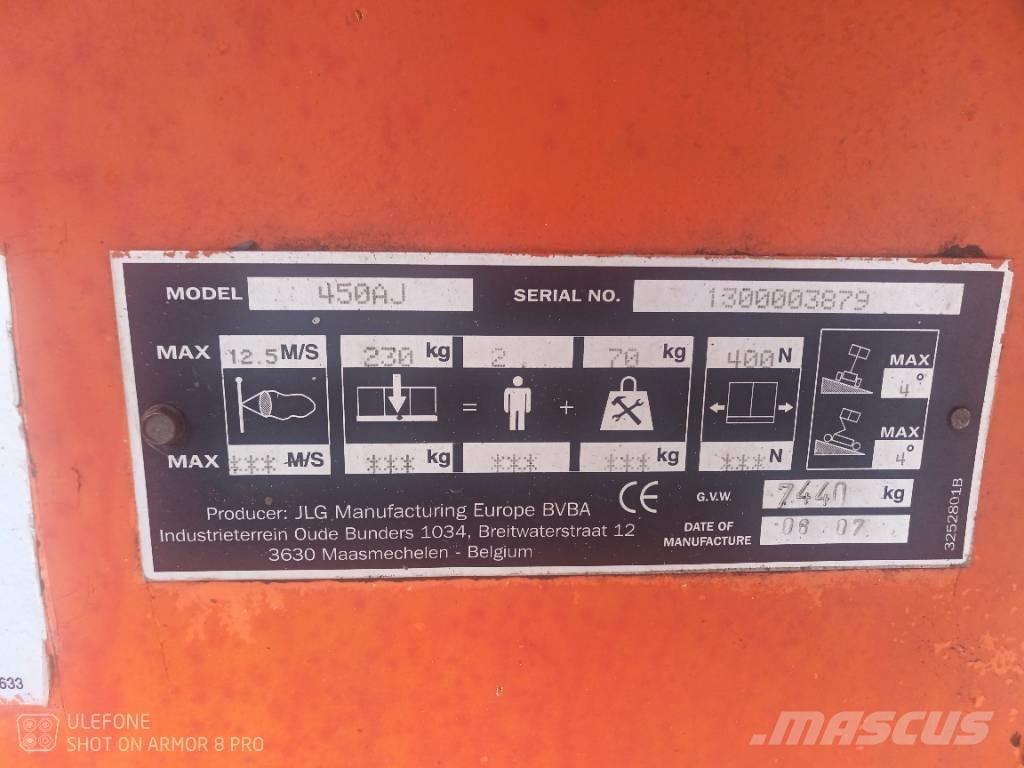 MODEL 450AJ SERIAL NO. 1300003879
MAX 12.5 M/S 230 kg 2. 70 kg 400 N
MAX 4°
MAX 4°
MAX *** M/S *** kg *** *** kg *** N
G.V.W. 7440 kg
DATE OF
MANUFACTURE 06 07
Producer: JLG Manufacturing Europe BVBA CE
Industrieterrein Oude Bunders 1034, Breitwaterstraat 12
3630 Maasmechelen - Belgium
3252801B
633
ULEFONE
SHOT ON ARMOR 8 PRO
MASCUS